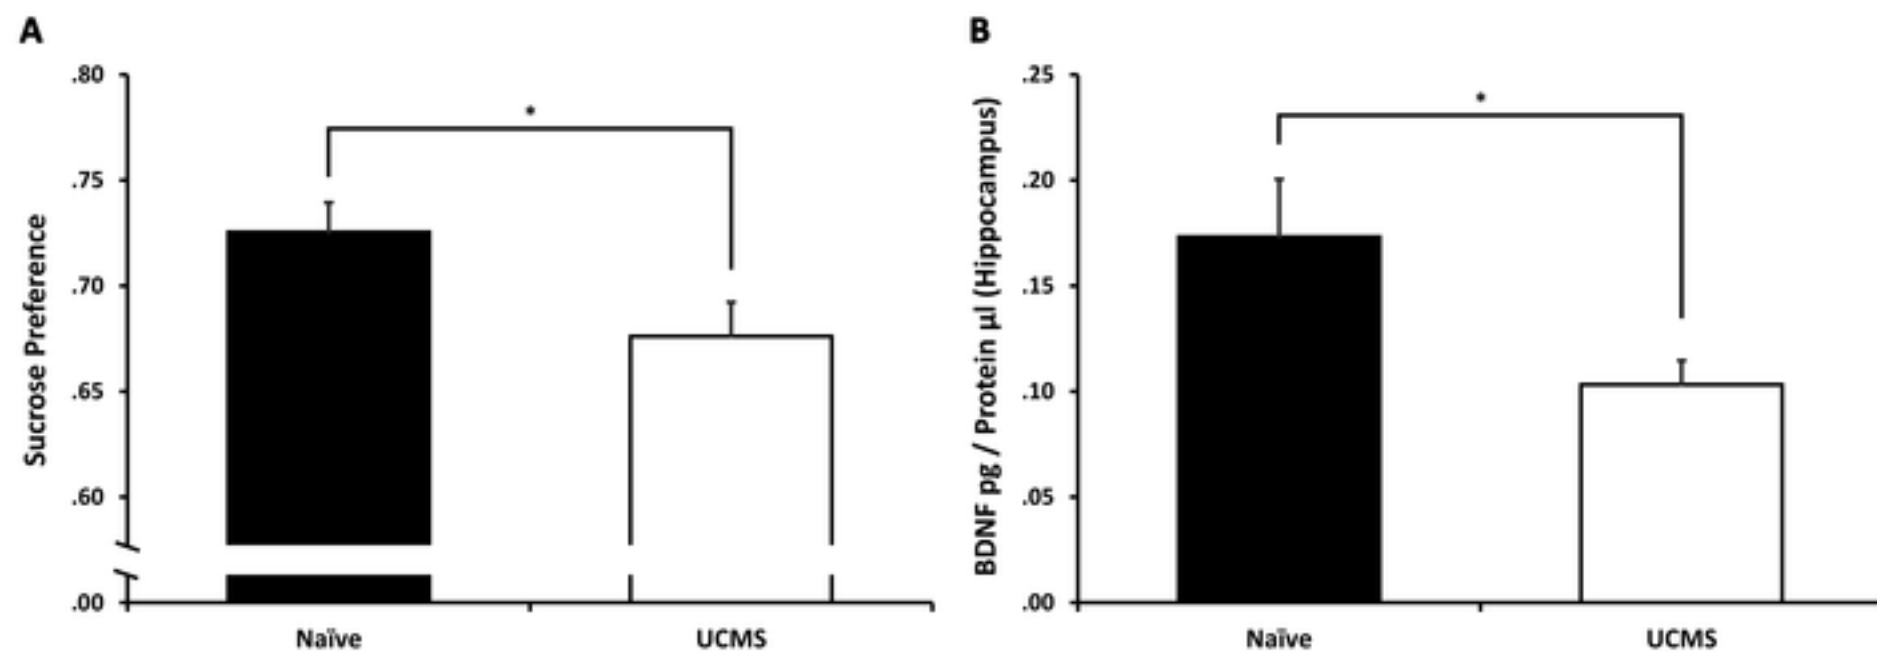 A
.80
.75
.70
.65
.60
.00
Sucrose Preference
*
Naïve
UCMS
B
.25
.20
.15
.10
.05
.00
BDNF pg / Protein µl (Hippocampus)
*
Naïve
UCMS